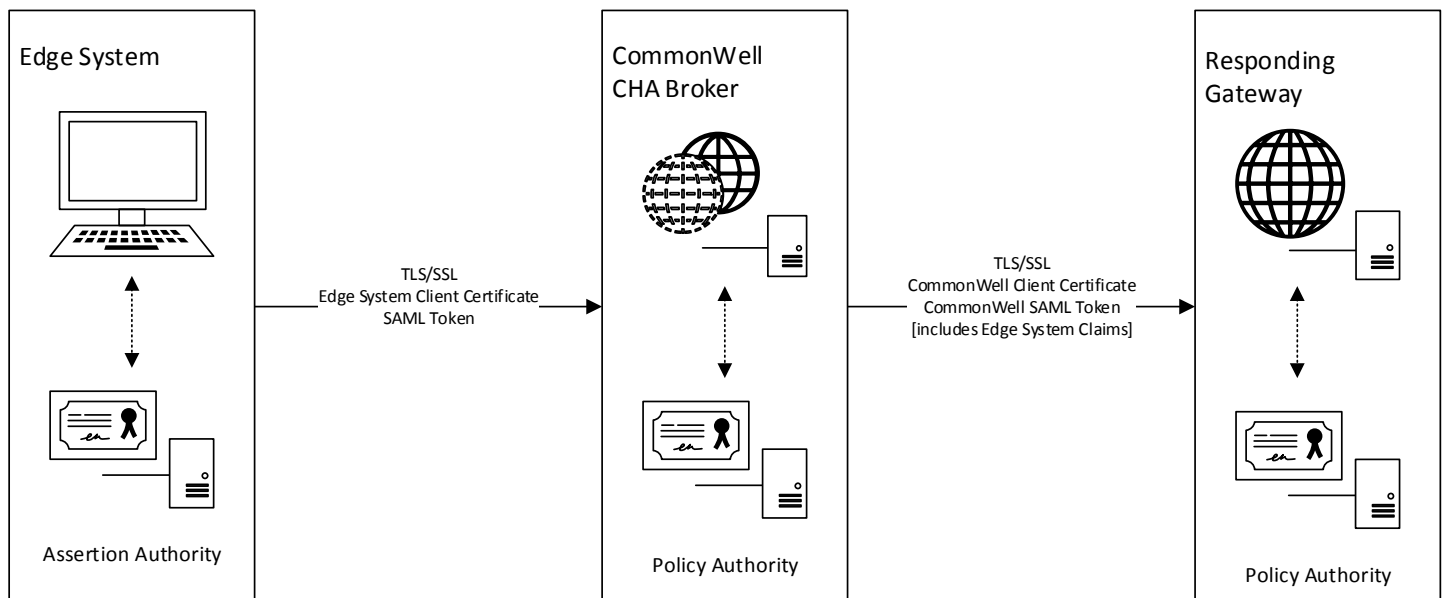 Edge System
Assertion Authority
TLS/SSL
Edge System Client Certificate
SAML Token
CommonWell
CHA Broker
Policy Authority
TLS/SSL
CommonWell Client Certificate
CommonWell SAML Token
[includes Edge System Claims]
Responding
Gateway
Policy Authority